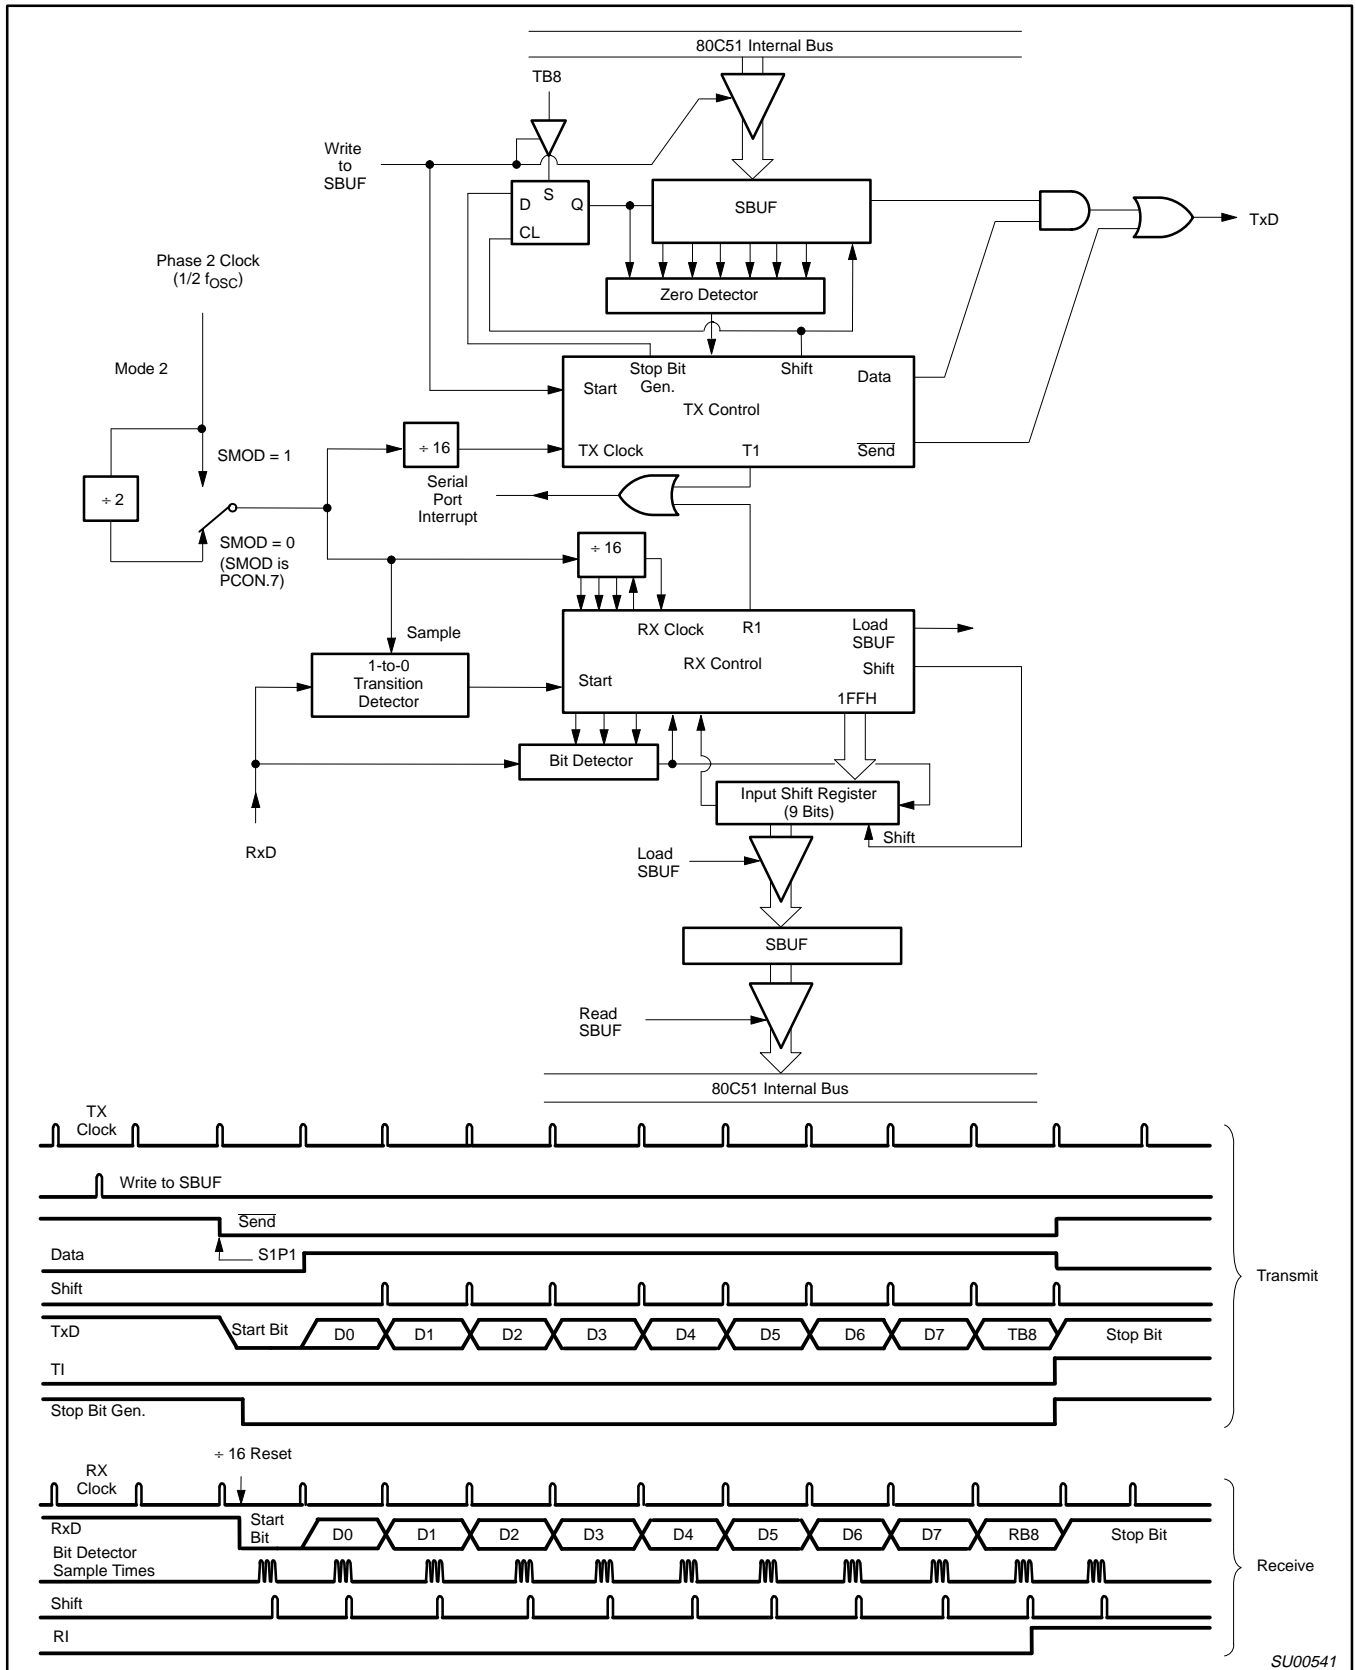 80C51 Internal Bus
TB8
Write
to
SBUF
D
S
Q
CL
SBUF
TxD
Phase 2 Clock
(1/2 fOSC)
Zero Detector
Mode 2
Stop Bit
Gen.
Shift
Data
Start
TX Control
SMOD = 1
÷ 16
TX Clock
T1
Send
÷ 2
Serial
Port
Interrupt
SMOD = 0
(SMOD is
PCON.7)
÷ 16
Sample
RX Clock
R1
Load
SBUF
RX Control
Shift
1-to-0
Transition
Detector
Start
1FFH
Bit Detector
Input Shift Register
(9 Bits)
Shift
RxD
Load
SBUF
SBUF
Read
SBUF
80C51 Internal Bus
TX
Clock
Write to SBUF
Send
Data
S1P1
Shift
Transmit
TxD
Start Bit
D0
D1
D2
D3
D4
D5
D6
D7
TB8
Stop Bit
TI
Stop Bit Gen.
÷ 16 Reset
RX
Clock
RxD
Start
Bit
D0
D1
D2
D3
D4
D5
D6
D7
RB8
Stop Bit
Bit Detector
Sample Times
Receive
Shift
RI
SU00541